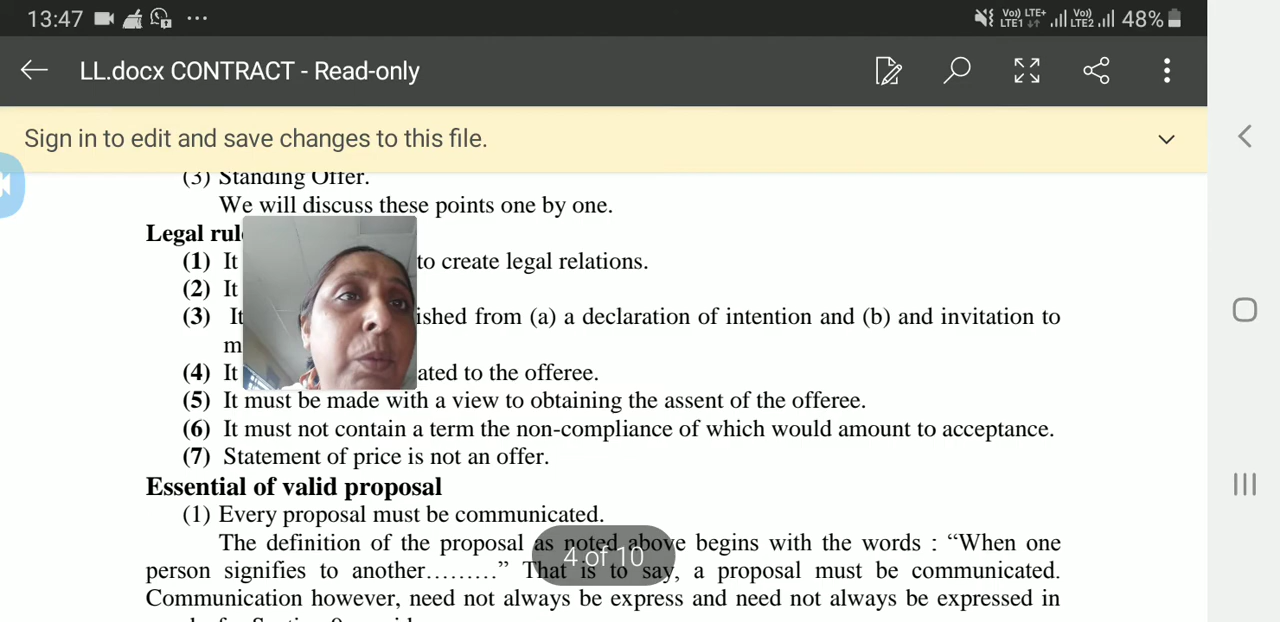 13:47 ... Vo)) LTE+ Vo)) 48%
LTE1 LTE2
LL.docx CONTRACT - Read-only
Sign in to edit and save changes to this file.
(3) Standing Offer.
We will discuss these points one by one.
Legal rul
(1) It to create legal relations.
(2) It
(3) It ished from (a) a declaration of intention and (b) and invitation to
m
(4) It ated to the offeree.
(5) It must be made with a view to obtaining the assent of the offeree.
(6) It must not contain a term the non-compliance of which would amount to acceptance.
(7) Statement of price is not an offer.
Essential of valid proposal
(1) Every proposal must be communicated.
The definition of the proposal as noted above begins with the words : “When one
4 of 10
person signifies to another.........” That is to say, a proposal must be communicated.
Communication however, need not always be express and need not always be expressed in